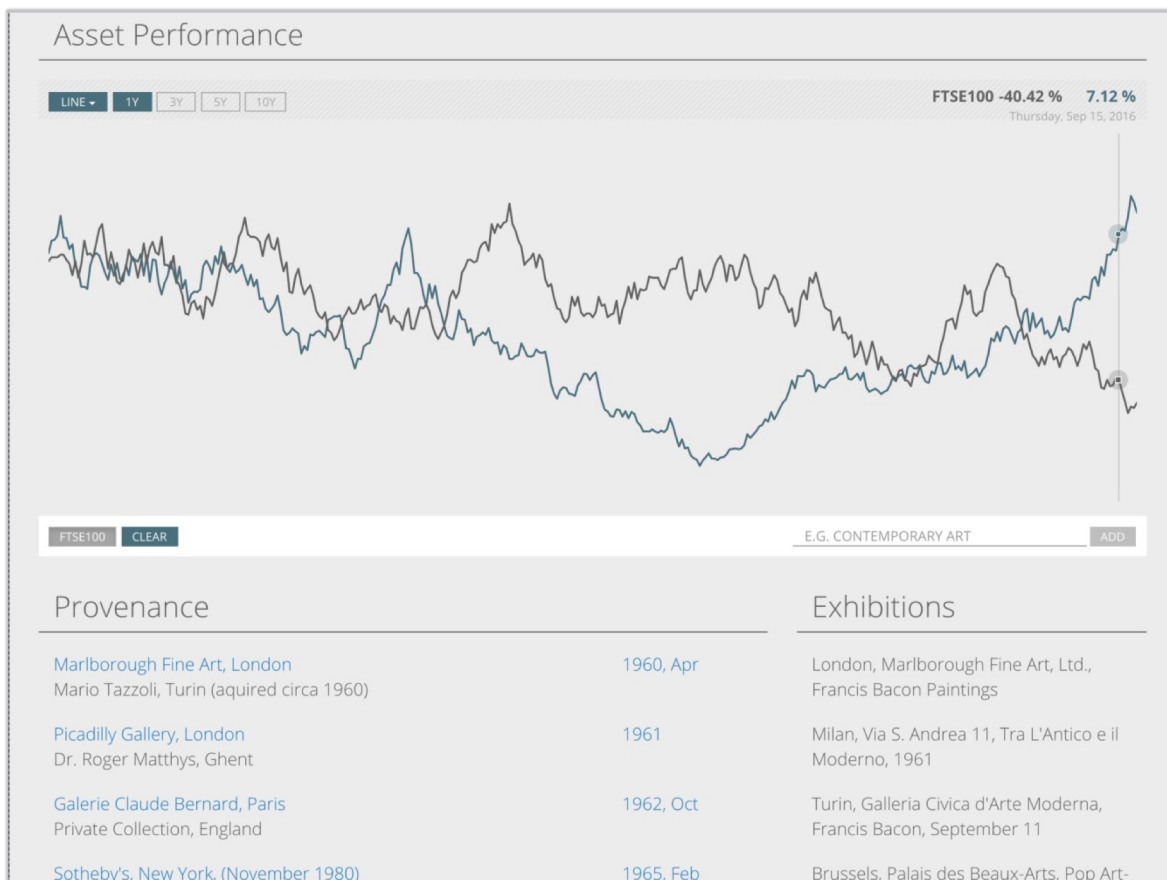 Asset Performance
LINE 1Y 3Y 5Y 10Y
FTSE100 -40.42 % 7.12 %
Thursday, Sep 15, 2016
FTSE100 CLEAR
E.G. CONTEMPORARY ART ADD
Provenance
Marlborough Fine Art, London 1960, Apr
Mario Tazzoli, Turin (aquired circa 1960)
Picadilly Gallery, London 1961
Dr. Roger Matthys, Ghent
Galerie Claude Bernard, Paris 1962, Oct
Private Collection, England
Sotheby's, New York, (November 1980) 1965, Feb
Exhibitions
London, Marlborough Fine Art, Ltd.,
Francis Bacon Paintings
Milan, Via S. Andrea 11, Tra L'Antico e il
Moderno, 1961
Turin, Galleria Civica d'Arte Moderna,
Francis Bacon, September 11
Brussels, Palais des Beaux-Arts, Pop Art-